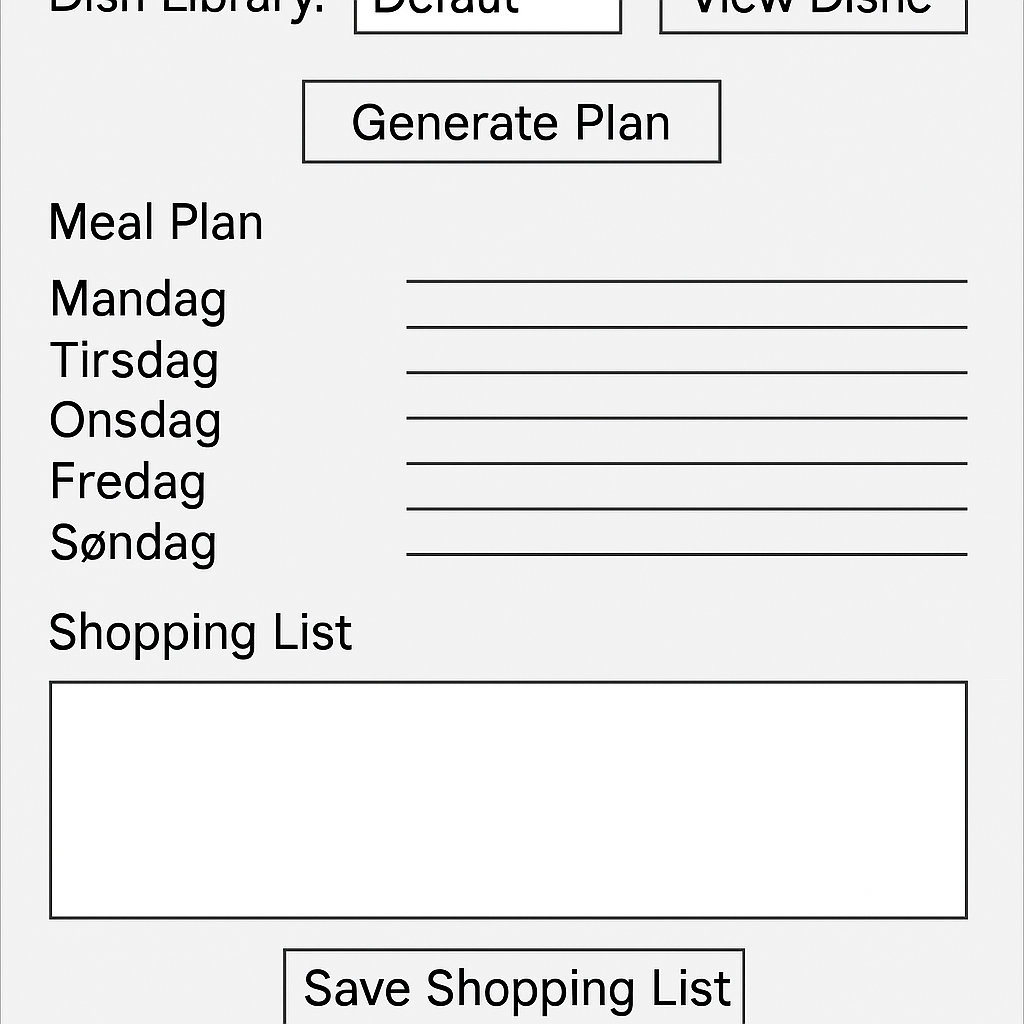 Dish Library: Defaut View Dishe
Generate Plan
Meal Plan
Mandag
Tirsdag
Onsdag
Fredag
Søndag
Shopping List
Save Shopping List